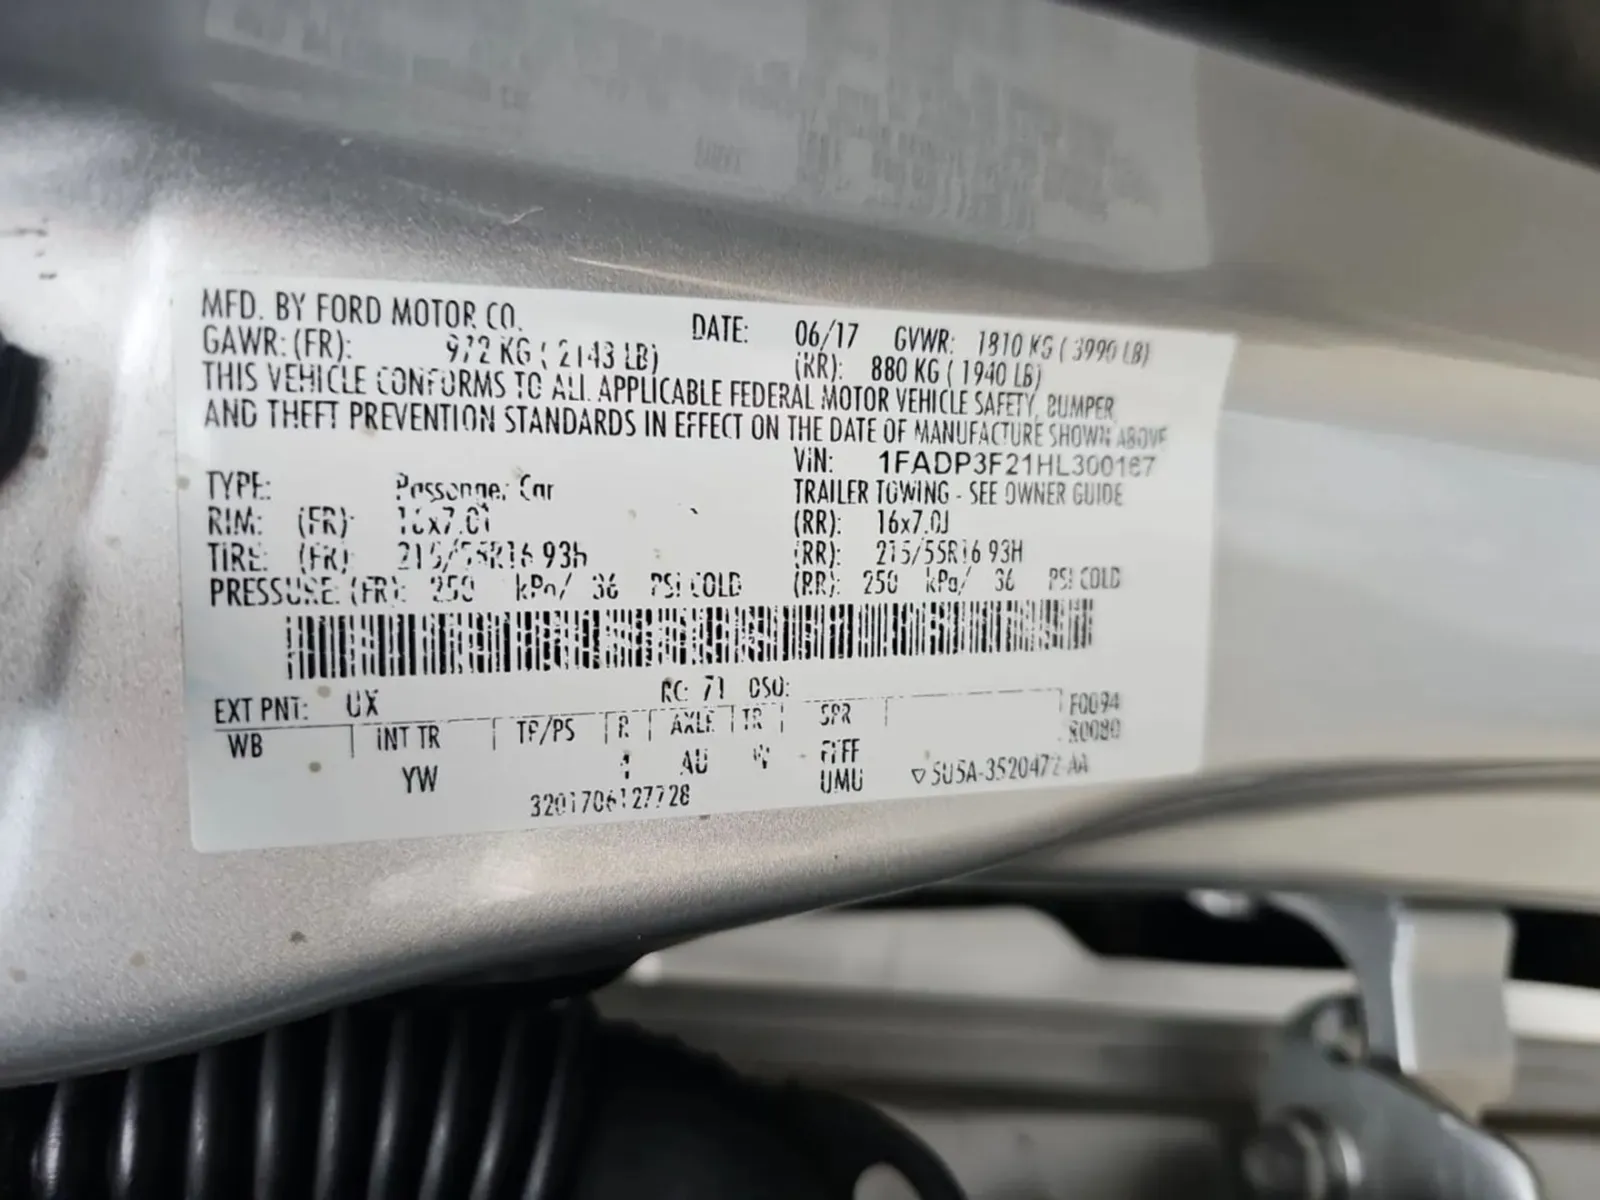 MFD. BY FORD MOTOR CO. DATE: 06/17 GVWR: 1810 KG ( 3990 LB)
GAWR: (FR): 972 KG ( 2143 LB) (RR): 880 KG ( 1940 LB)
THIS VEHICLE CONFORMS TO ALL APPLICABLE FEDERAL MOTOR VEHICLE SAFETY, BUMPER
AND THEFT PREVENTION STANDARDS IN EFFECT ON THE DATE OF MANUFACTURE SHOWN ABOVE
VIN: 1FADP3F21HL300167
TYPE: Passenger Car TRAILER TOWING - SEE OWNER GUIDE
RIM: (FR): 16x7.0J (RR): 16x7.0J
TIRE: (FR): 215/55R16 93H (RR): 215/55R16 93H
PRESSURE: (FR): 250 kPa/ 36 PSI COLD (RR): 250 kPa/ 36 PSI COLD
EXT PNT: UX RC: 71 DSO:
WB INT TR TP/PS R AXLE TR SPR F0094
R0080
YW 4 AU W FFFF
UMU
3201706127728 ▽5U5A-3520472-AA